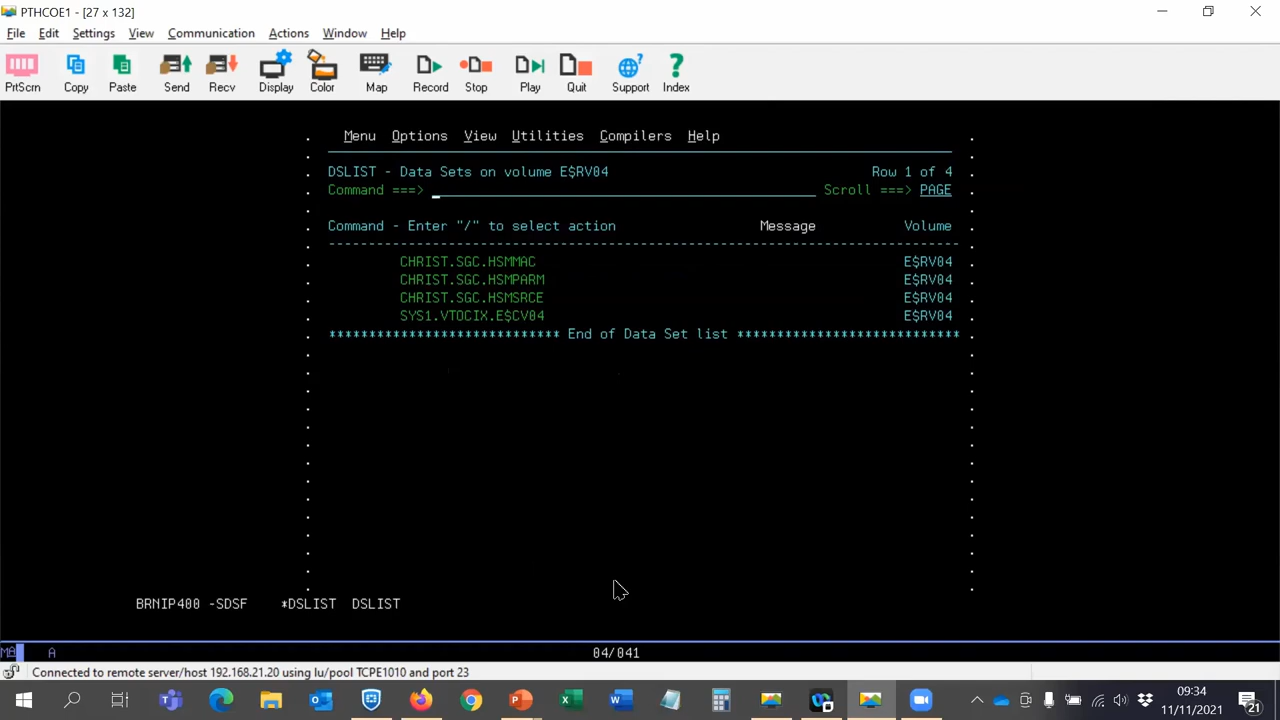 PTHCOE1 - [27 x 132]
File Edit Settings View Communication Actions Window Help
PrtScrn Copy Paste Send Recv Display Color Map Record Stop Play Quit Support Index
Menu Options View Utilities Compilers Help
DSLIST - Data Sets on volume E$RV04 Row 1 of 4
Command ===> Scroll ===> PAGE
Command - Enter "/" to select action Message Volume
CHRIST.SGC.HSMMAC E$RV04
CHRIST.SGC.HSMPARM E$RV04
CHRIST.SGC.HSMSRCE E$RV04
SYS1.VTOCIX.E$CV04 E$RV04
**************************** End of Data Set list ****************************
BRNIP400 -SDSF *DSLIST DSLIST
MA A 04/041
Connected to remote server/host 192.168.21.20 using lu/pool TCPE1010 and port 23
09:34
11/11/2021
21